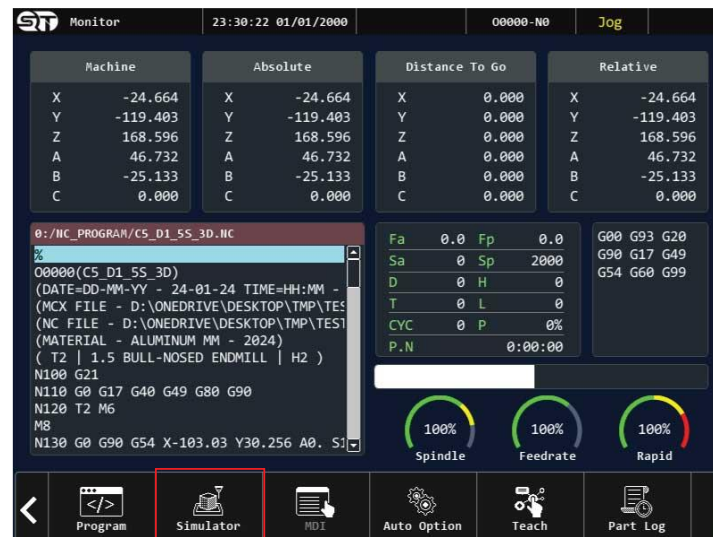 ST Monitor 23:30:22 01/01/2000 O0000-N0 Jog
Machine Absolute Distance To Go Relative
X -24.664 X -24.664 X 0.000 X -24.664
Y -119.403 Y -119.403 Y 0.000 Y -119.403
Z 168.596 Z 168.596 Z 0.000 Z 168.596
A 46.732 A 46.732 A 0.000 A 46.732
B -25.133 B -25.133 B 0.000 B -25.133
C 0.000 C 0.000 C 0.000 C 0.000
0:/NC_PROGRAM/C5_D1_5S_3D.NC
%
O0000(C5_D1_5S_3D)
(DATE=DD-MM-YY - 24-01-24 TIME=HH:MM -
(MCX FILE - D:\ONEDRIVE\DESKTOP\TMP\TES
(NC FILE - D:\ONEDRIVE\DESKTOP\TMP\TEST
(MATERIAL - ALUMINUM MM - 2024)
( T2 | 1.5 BULL-NOSED ENDMILL | H2 )
N100 G21
N110 G0 G17 G40 G49 G80 G90
N120 T2 M6
M8
N130 G0 G90 G54 X-103.03 Y30.256 A0. S1
Fa 0.0 Fp 0.0
Sa 0 Sp 2000
D 0 H 0
T 0 L 0
CYC 0 P 0%
P.N 0:00:00
G00 G93 G20
G90 G17 G49
G54 G60 G99
100% 100% 100%
Spindle Feedrate Rapid
</>
Program Simulator MDI Auto Option Teach Part Log